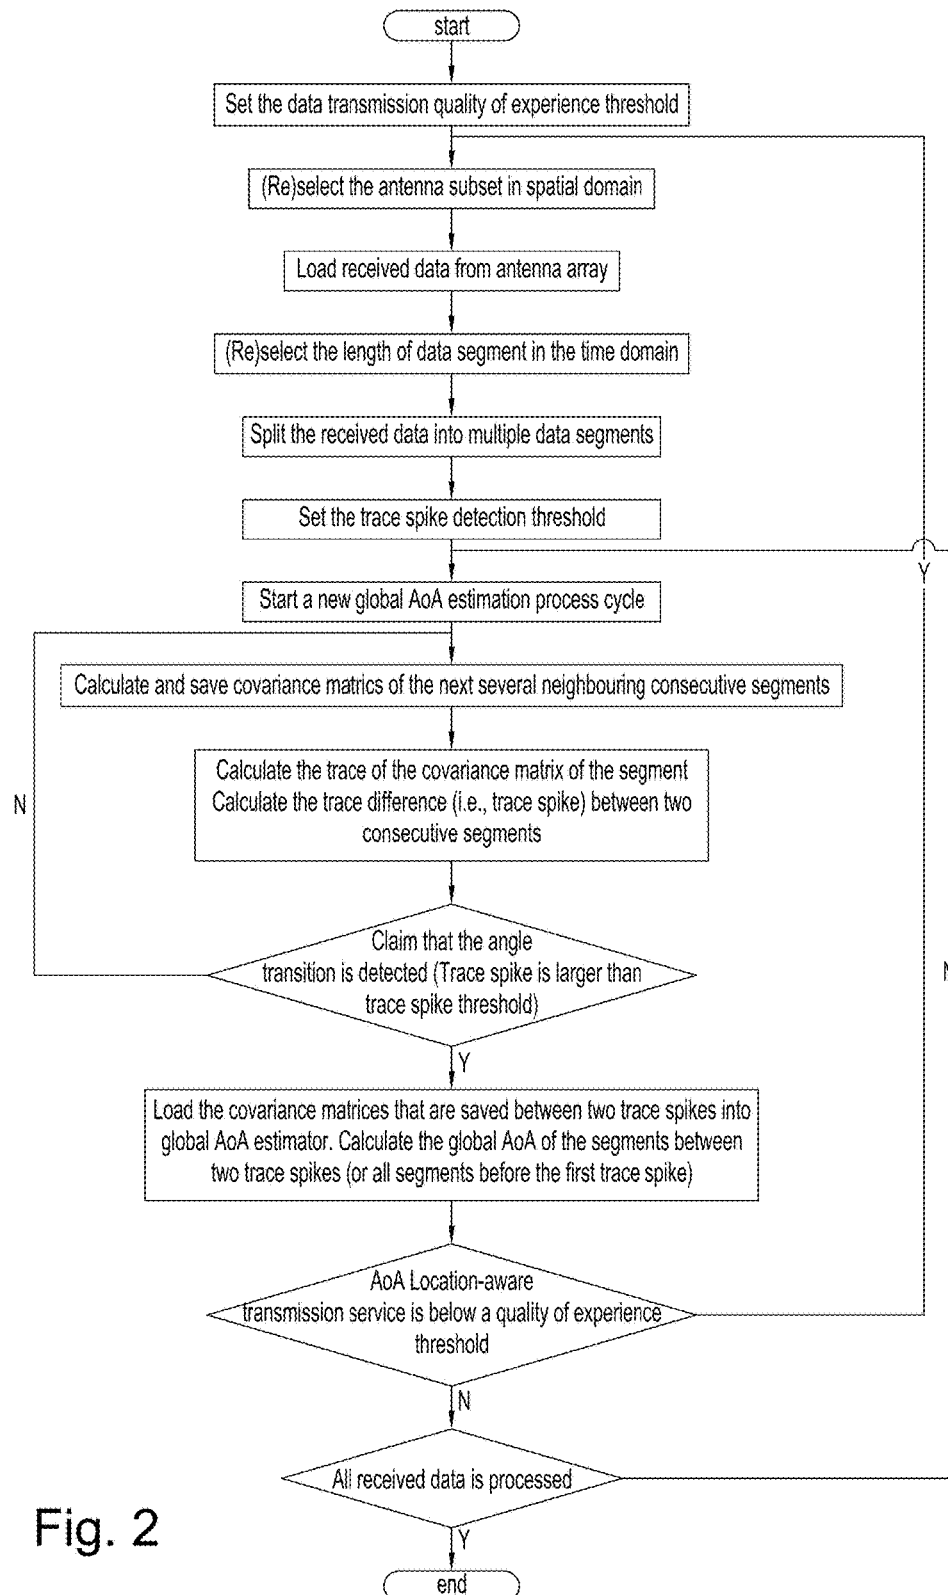 start
Set the data transmission quality of experience threshold
(Re)select the antenna subset in spatial domain
Load received data from antenna array
(Re)select the length of data segment in the time domain
Split the received data into multiple data segments
Set the trace spike detection threshold
Y
Start a new global AoA estimation process cycle
Calculate and save covariance matrics of the next several neighbouring consecutive segments
Calculate the trace of the covariance matrix of the segment
Calculate the trace difference (i.e., trace spike) between two
consecutive segments
N
Claim that the angle
transition is detected (Trace spike is larger than
trace spike threshold)
N
Y
Load the covariance matrices that are saved between two trace spikes into
global AoA estimator. Calculate the global AoA of the segments between
two trace spikes (or all segments before the first trace spike)
AoA Location-aware
transmission service is below a quality of experience
threshold
N
All received data is processed
Y
end
Fig. 2